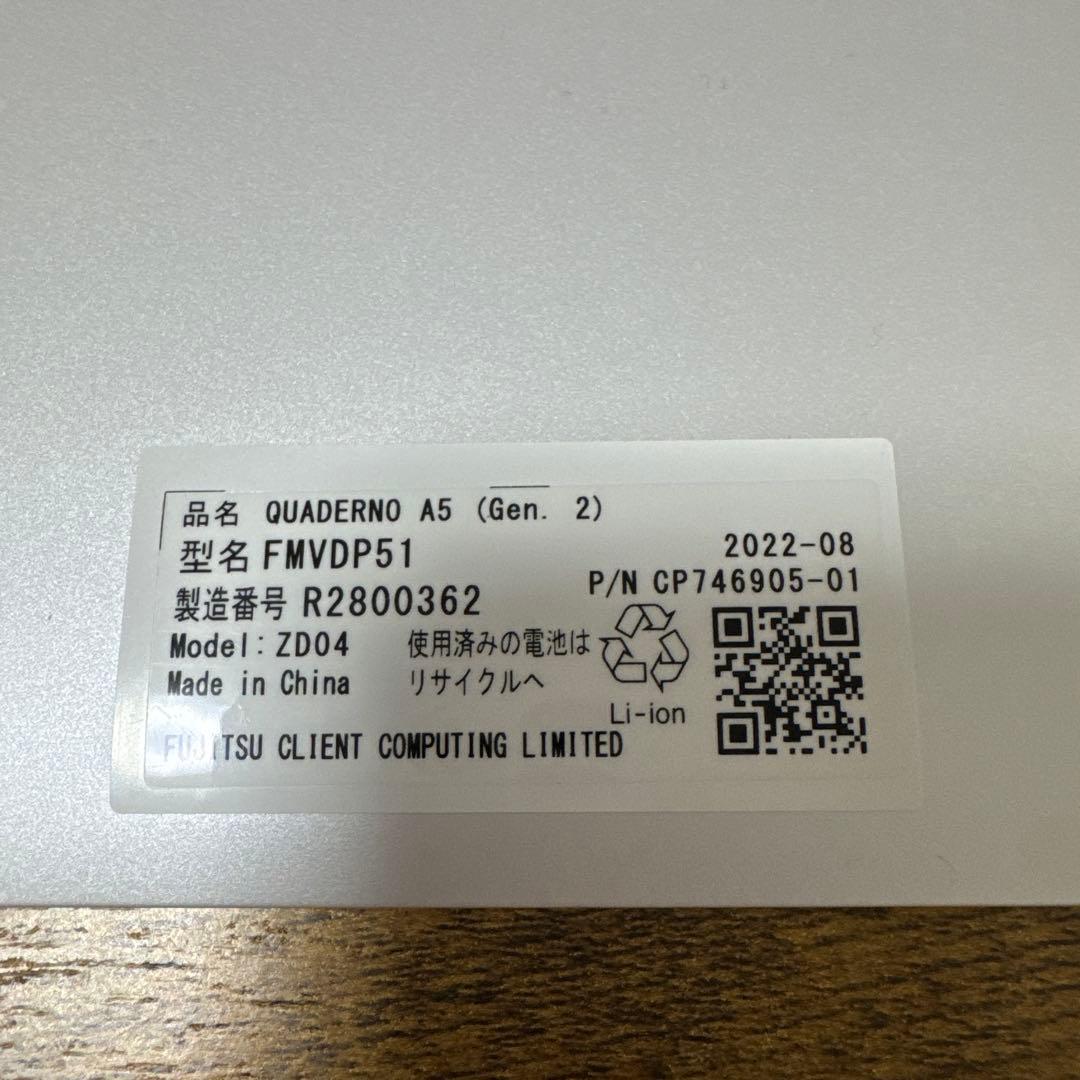 品名 QUADERNO A5 (Gen. 2)
型名 FMVDP51
2022-08
P/N CP746905-01
製造番号 R2800362
Model: ZD04
Made in China
使用済みの電池は
リサイクルへ
Li-ion
FUJITSU CLIENT COMPUTING LIMITED